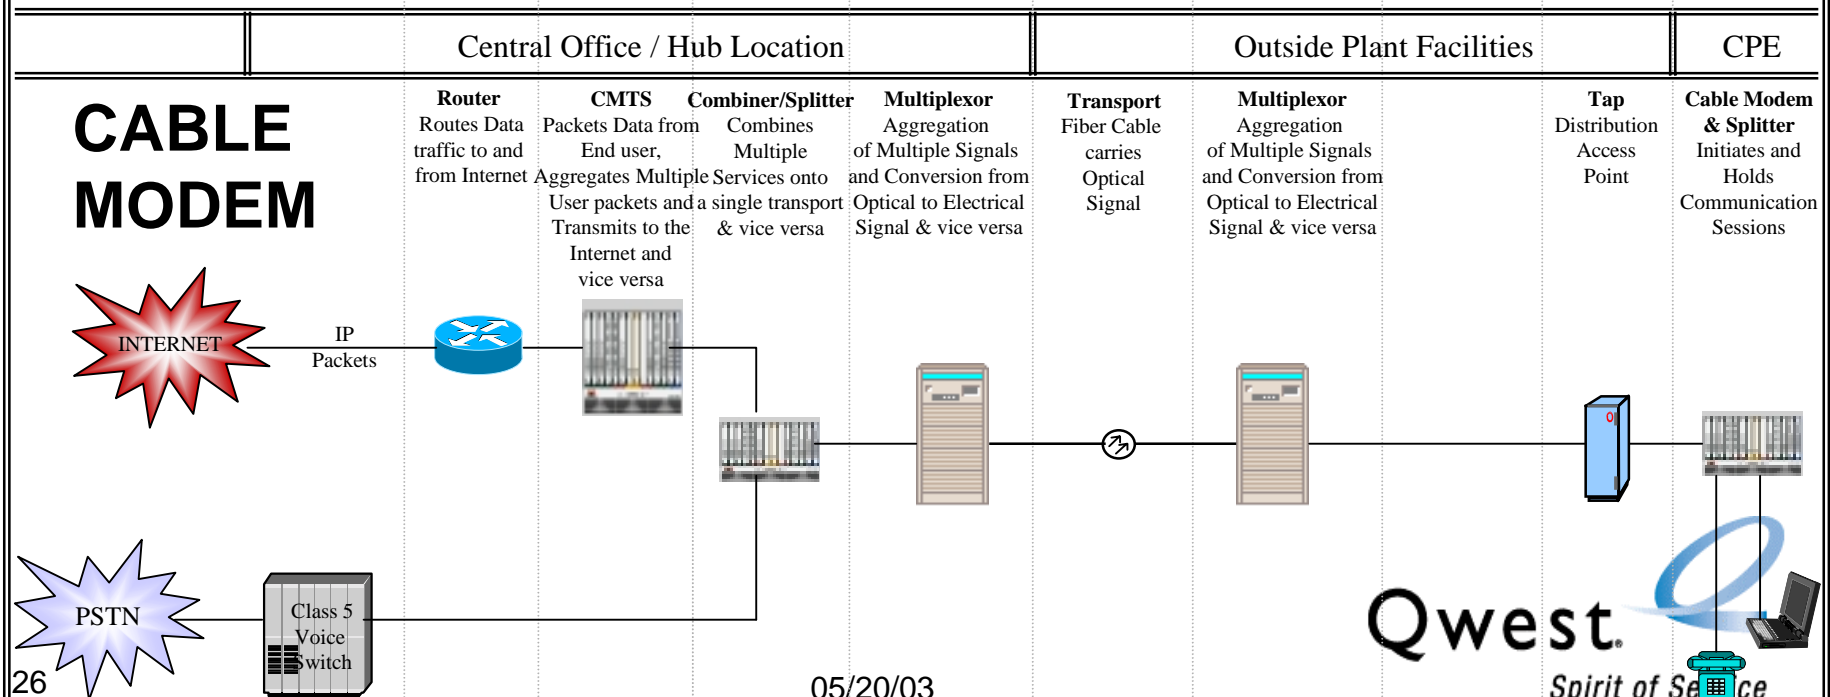 Central Office / Hub Location
Outside Plant Facilities
CPE
CABLE
MODEM
Router
Routes Data
traffic to and
from Internet
CMTS
Packets Data from
End user,
Aggregates Multiple
User packets and
Transmits to the
Internet and
vice versa
Combiner/Splitter
Combines
Multiple
Services onto
a single transport
& vice versa
Multiplexor
Aggregation
of Multiple Signals
and Conversion from
Optical to Electrical
Signal & vice versa
Transport
Fiber Cable
carries
Optical
Signal
Multiplexor
Aggregation
of Multiple Signals
and Conversion from
Optical to Electrical
Signal & vice versa
Tap
Distribution
Access
Point
Cable Modem
& Splitter
Initiates and
Holds
Communication
Sessions
INTERNET
IP
Packets
PSTN
Class 5
Voice
Switch
Qwest.
Spirit of Service
26
05/20/03